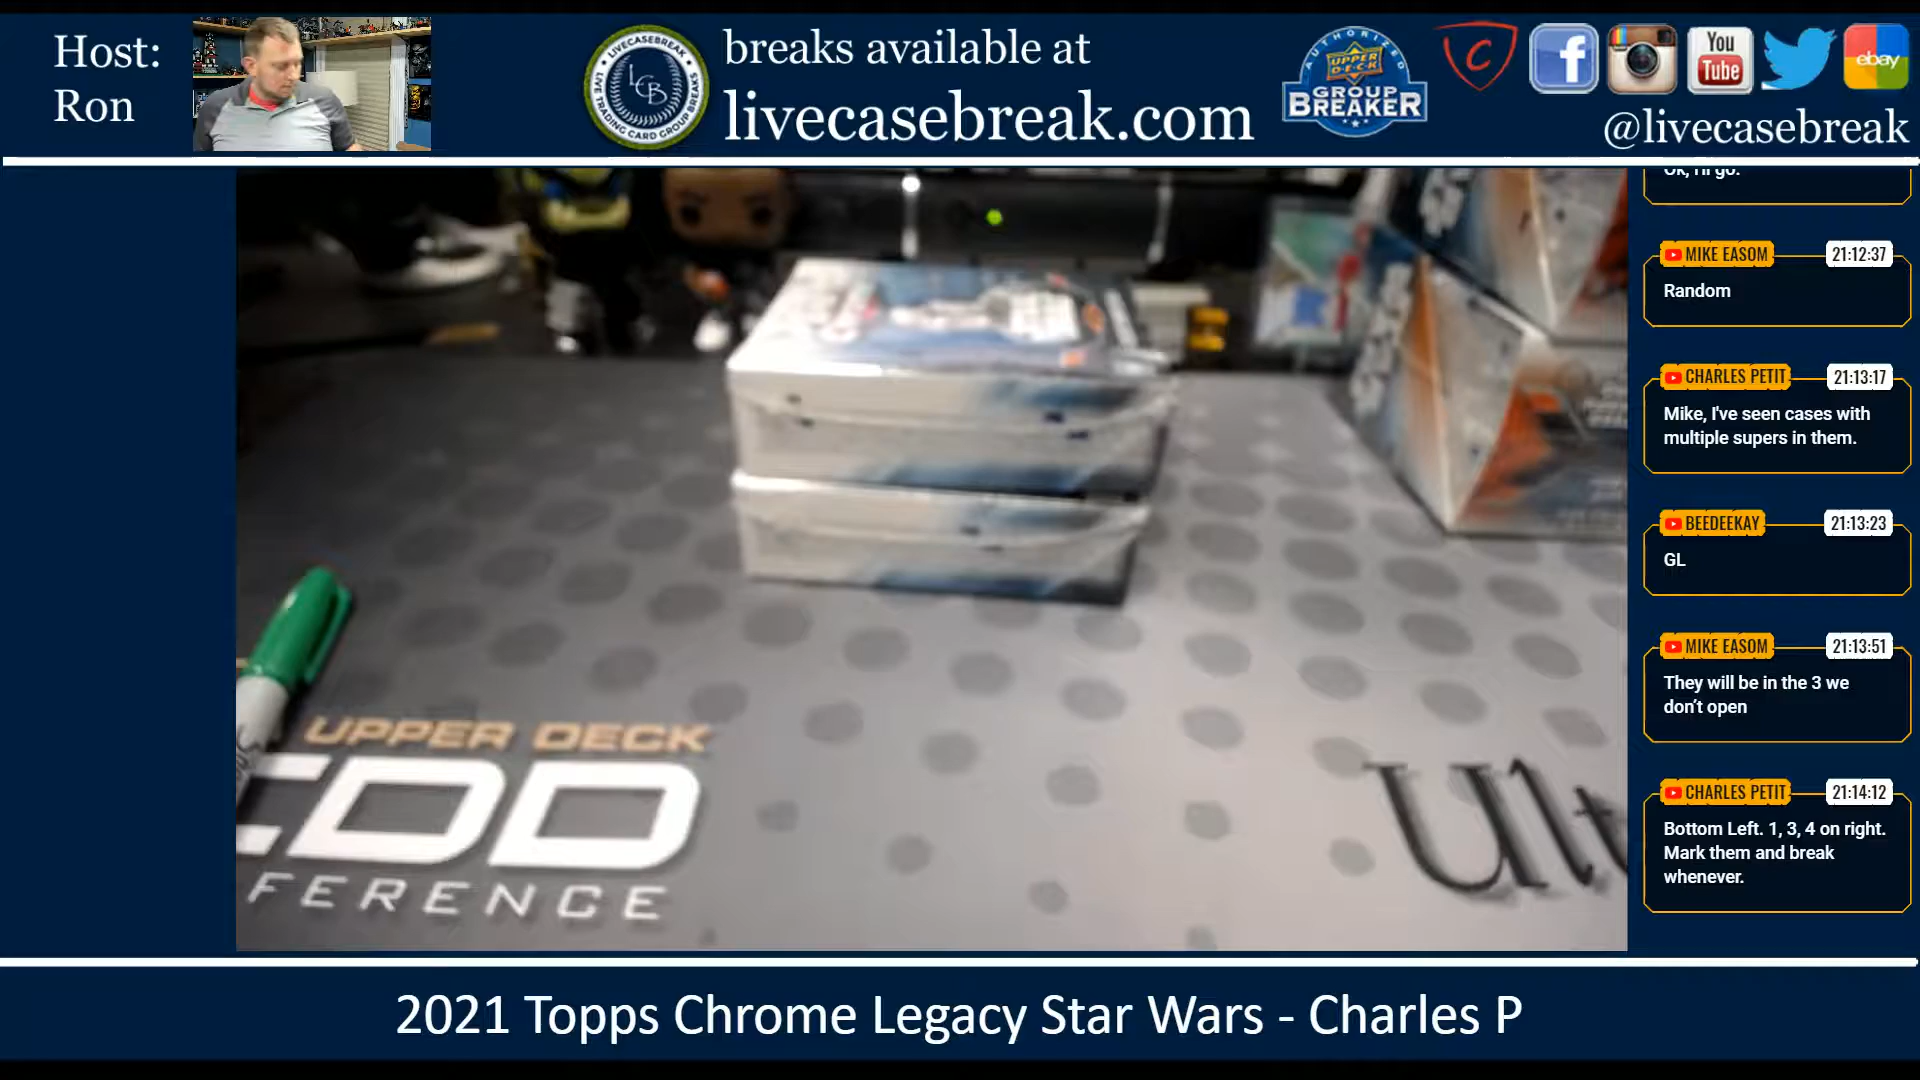 Host:
Ron
LIVECASEBREAK
LCB
LIVE TRADING CARD GROUP BREAKS
breaks available at
livecasebreak.com
AUTHORIZED
UPPER DECK
GROUP
BREAKER
C
f
You
Tube
ebay
@livecasebreak
Ok, I'll go.
MIKE EASOM 21:12:37
Random
CHARLES PETIT 21:13:17
Mike, I've seen cases with
multiple supers in them.
BEEDEEKAY 21:13:23
GL
MIKE EASOM 21:13:51
They will be in the 3 we
don't open
CHARLES PETIT 21:14:12
Bottom Left. 1, 3, 4 on right.
Mark them and break
whenever.
UPPER DECK
CDD
FERENCE
Ult
2021 Topps Chrome Legacy Star Wars - Charles P